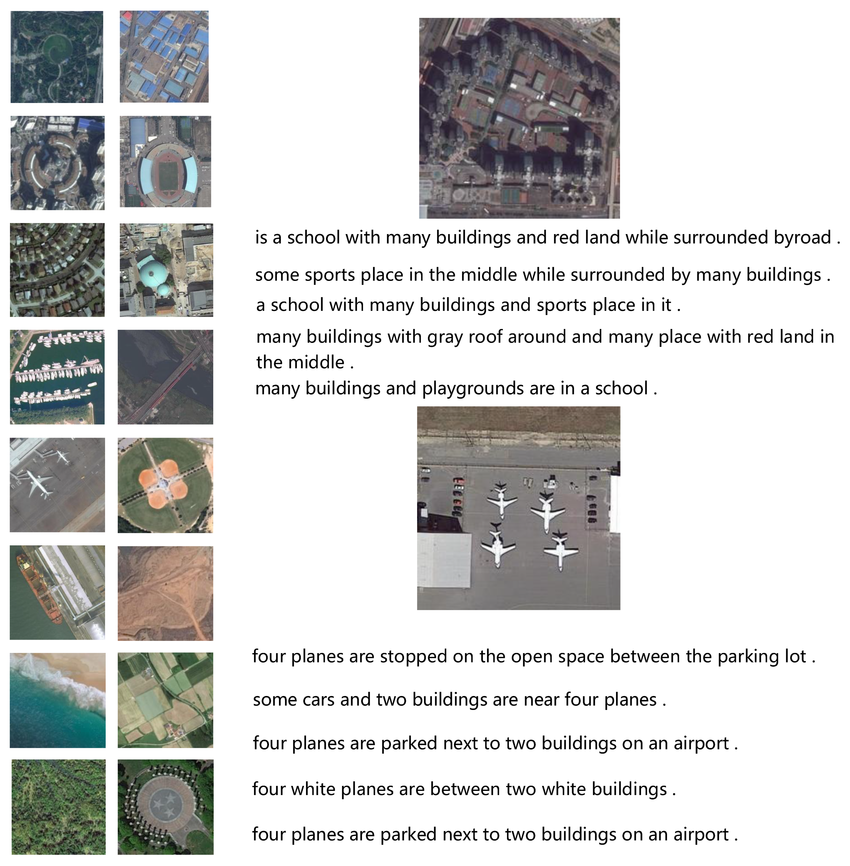 is a school with many buildings and red land while surrounded byroad .
some sports place in the middle while surrounded by many buildings .
a school with many buildings and sports place in it .
many buildings with gray roof around and many place with red land in
the middle .
many buildings and playgrounds are in a school .
four planes are stopped on the open space between the parking lot .
some cars and two buildings are near four planes .
four planes are parked next to two buildings on an airport .
four white planes are between two white buildings .
four planes are parked next to two buildings on an airport .